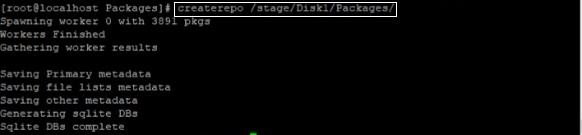 [root@localhost Packages]# createrepo /stage/Disk1/Packages/
Spawning worker 0 with 3891 pkgs
Workers Finished
Gathering worker results
Saving Primary metadata
Saving file lists metadata
Saving other metadata
Generating sqlite DBs
Sqlite DBs complete